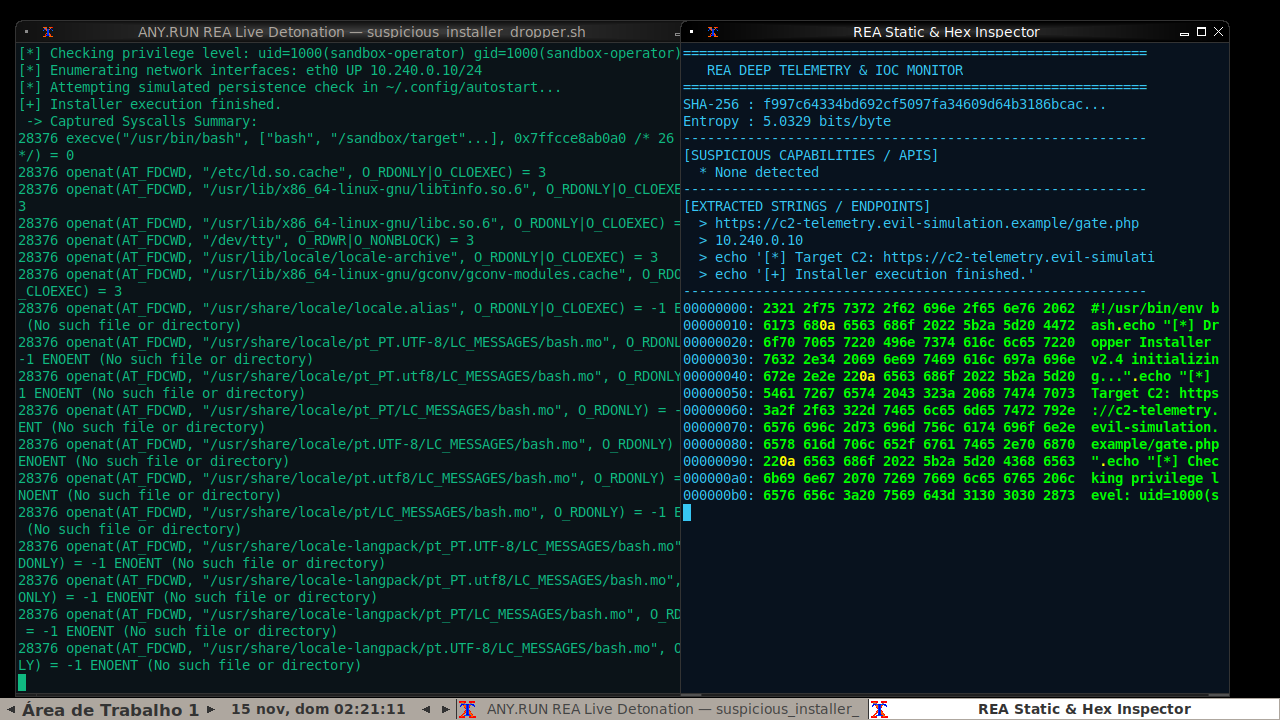 ANY.RUN REA Live Detonation — suspicious_installer_dropper.sh
[*] Checking privilege level: uid=1000(sandbox-operator) gid=1000(sandbox-operator)
[*] Enumerating network interfaces: eth0 UP 10.240.0.10/24
[*] Attempting simulated persistence check in ~/.config/autostart...
[+] Installer execution finished.
 -> Captured Syscalls Summary:
28376 execve("/usr/bin/bash", ["bash", "/sandbox/target"...], 0x7ffcce8ab0a0 /* 26
*/) = 0
28376 openat(AT_FDCWD, "/etc/ld.so.cache", O_RDONLY|O_CLOEXEC) = 3
28376 openat(AT_FDCWD, "/usr/lib/x86_64-linux-gnu/libtinfo.so.6", O_RDONLY|O_CLOEXE
3
28376 openat(AT_FDCWD, "/usr/lib/x86_64-linux-gnu/libc.so.6", O_RDONLY|O_CLOEXEC) =
28376 openat(AT_FDCWD, "/dev/tty", O_RDWR|O_NONBLOCK) = 3
28376 openat(AT_FDCWD, "/usr/lib/locale/locale-archive", O_RDONLY|O_CLOEXEC) = 3
28376 openat(AT_FDCWD, "/usr/lib/x86_64-linux-gnu/gconv/gconv-modules.cache", O_RDO
_CLOEXEC) = 3
28376 openat(AT_FDCWD, "/usr/share/locale/locale.alias", O_RDONLY|O_CLOEXEC) = -1 E
 (No such file or directory)
28376 openat(AT_FDCWD, "/usr/share/locale/pt_PT.UTF-8/LC_MESSAGES/bash.mo", O_RDONL
-1 ENOENT (No such file or directory)
28376 openat(AT_FDCWD, "/usr/share/locale/pt_PT.utf8/LC_MESSAGES/bash.mo", O_RDONLY
1 ENOENT (No such file or directory)
28376 openat(AT_FDCWD, "/usr/share/locale/pt_PT/LC_MESSAGES/bash.mo", O_RDONLY) = -
ENT (No such file or directory)
28376 openat(AT_FDCWD, "/usr/share/locale/pt.UTF-8/LC_MESSAGES/bash.mo", O_RDONLY)
ENOENT (No such file or directory)
28376 openat(AT_FDCWD, "/usr/share/locale/pt.utf8/LC_MESSAGES/bash.mo", O_RDONLY) =
NOENT (No such file or directory)
28376 openat(AT_FDCWD, "/usr/share/locale/pt/LC_MESSAGES/bash.mo", O_RDONLY) = -1 E
 (No such file or directory)
28376 openat(AT_FDCWD, "/usr/share/locale-langpack/pt_PT.UTF-8/LC_MESSAGES/bash.mo"
DONLY) = -1 ENOENT (No such file or directory)
28376 openat(AT_FDCWD, "/usr/share/locale-langpack/pt_PT.utf8/LC_MESSAGES/bash.mo",
ONLY) = -1 ENOENT (No such file or directory)
28376 openat(AT_FDCWD, "/usr/share/locale-langpack/pt_PT/LC_MESSAGES/bash.mo", O_RD
 = -1 ENOENT (No such file or directory)
28376 openat(AT_FDCWD, "/usr/share/locale-langpack/pt.UTF-8/LC_MESSAGES/bash.mo", O
LY) = -1 ENOENT (No such file or directory)
REA Static & Hex Inspector
==========================================================
   REA DEEP TELEMETRY & IOC MONITOR
==========================================================
SHA-256 : f997c64334bd692cf5097fa34609d64b3186bcac...
Entropy : 5.0329 bits/byte
----------------------------------------------------------
[SUSPICIOUS CAPABILITIES / APIS]
  * None detected
----------------------------------------------------------
[EXTRACTED STRINGS / ENDPOINTS]
  > https://c2-telemetry.evil-simulation.example/gate.php
  > 10.240.0.10
  > echo '[*] Target C2: https://c2-telemetry.evil-simulati
  > echo '[+] Installer execution finished.'
----------------------------------------------------------
00000000: 2321 2f75 7372 2f62 696e 2f65 6e76 2062  #!/usr/bin/env b
00000010: 6173 680a 6563 686f 2022 5b2a 5d20 4472  ash.echo "[*] Dr
00000020: 6f70 7065 7220 496e 7374 616c 6c65 7220  opper Installer
00000030: 7632 2e34 2069 6e69 7469 616c 697a 696e  v2.4 initializin
00000040: 672e 2e2e 220a 6563 686f 2022 5b2a 5d20  g...".echo "[*]
00000050: 5461 7267 6574 2043 323a 2068 7474 7073  Target C2: https
00000060: 3a2f 2f63 322d 7465 6c65 6d65 7472 792e  ://c2-telemetry.
00000070: 6576 696c 2d73 696d 756c 6174 696f 6e2e  evil-simulation.
00000080: 6578 616d 706c 652f 6761 7465 2e70 6870  example/gate.php
00000090: 220a 6563 686f 2022 5b2a 5d20 4368 6563  ".echo "[*] Chec
000000a0: 6b69 6e67 2070 7269 7669 6c65 6765 206c  king privilege l
000000b0: 6576 656c 3a20 7569 643d 3130 3030 2873  evel: uid=1000(s
Área de Trabalho 1
15 nov, dom 02:21:11
ANY.RUN REA Live Detonation — suspicious_installer_
REA Static & Hex Inspector